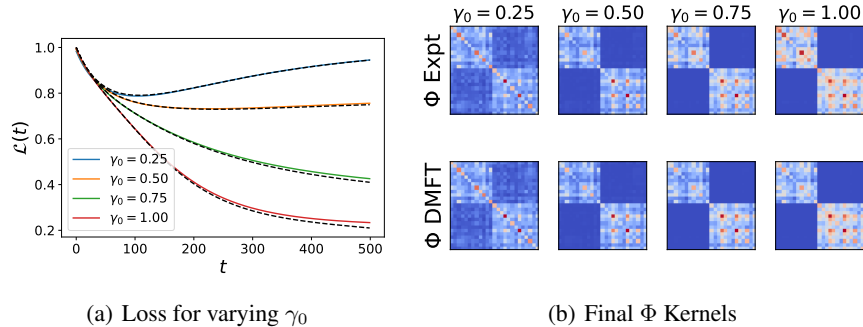 1.0
0.8
0.6
0.4
0.2
0 100 200 300 400 500
ℒ(t)
t
γ₀ = 0.25
γ₀ = 0.50
γ₀ = 0.75
γ₀ = 1.00
(a) Loss for varying γ₀
γ₀ = 0.25 γ₀ = 0.50 γ₀ = 0.75 γ₀ = 1.00
Φ Expt
Φ DMFT
(b) Final Φ Kernels